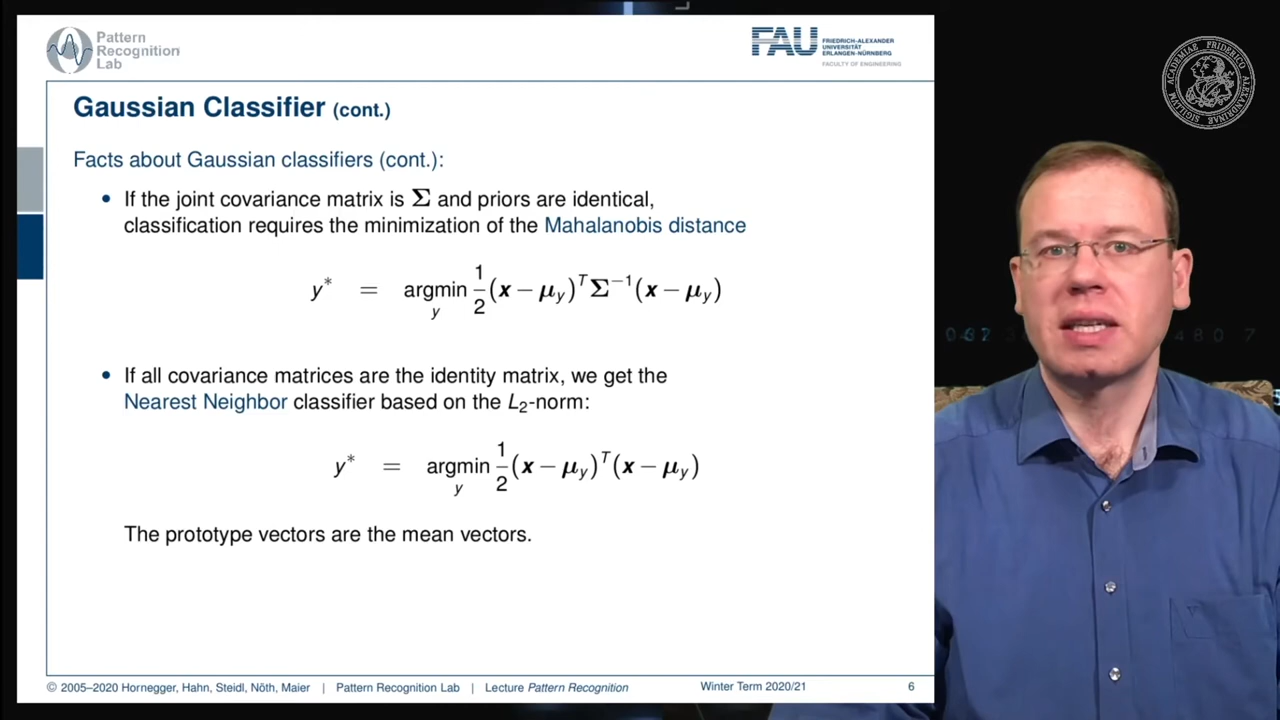 Pattern
Recognition
Lab
FAU
FRIEDRICH-ALEXANDER
UNIVERSITÄT
ERLANGEN-NÜRNBERG
FACULTY OF ENGINEERING
Gaussian Classifier (cont.)
Facts about Gaussian classifiers (cont.):
• If the joint covariance matrix is Σ and priors are identical,
classification requires the minimization of the Mahalanobis distance
y* = argmin_y 1/2 (x − μ_y)^T Σ^−1 (x − μ_y)
• If all covariance matrices are the identity matrix, we get the
Nearest Neighbor classifier based on the L₂-norm:
y* = argmin_y 1/2 (x − μ_y)^T (x − μ_y)
The prototype vectors are the mean vectors.
© 2005–2020 Hornegger, Hahn, Steidl, Nöth, Maier | Pattern Recognition Lab | Lecture Pattern Recognition Winter Term 2020/21 6